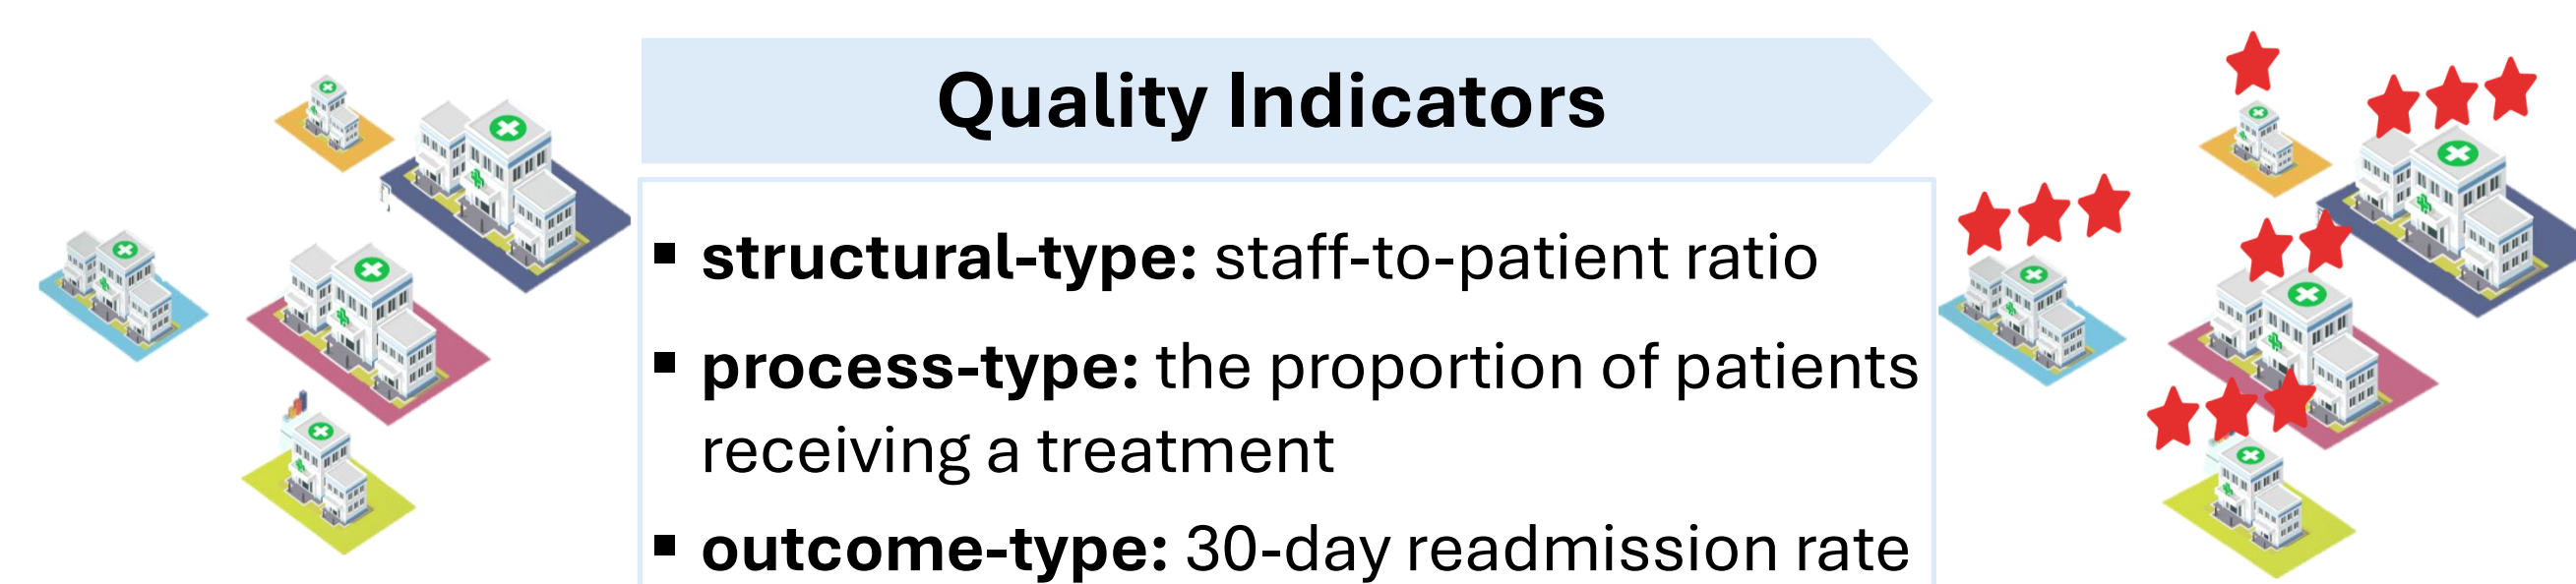 Quality Indicators
▪ structural-type: staff-to-patient ratio
▪ process-type: the proportion of patients
receiving a treatment
▪ outcome-type: 30-day readmission rate